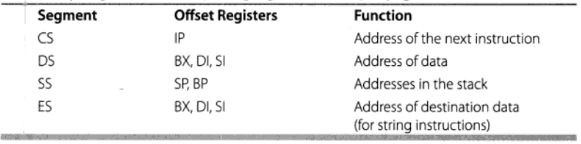 Segment Offset Registers Function
CS IP Address of the next instruction
DS BX, DI, SI Address of data
SS SP, BP Addresses in the stack
ES BX, DI, SI Address of destination data
(for string instructions)